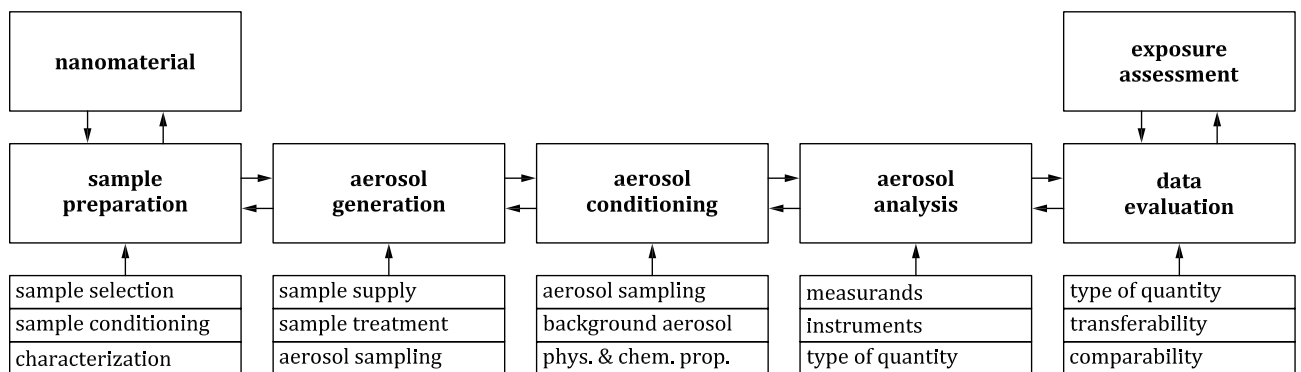 nanomaterial
exposure
assessment
sample
preparation
aerosol
generation
aerosol
conditioning
aerosol
analysis
data
evaluation
sample selection
sample conditioning
characterization
sample supply
sample treatment
aerosol sampling
aerosol sampling
background aerosol
phys. & chem. prop.
measurands
instruments
type of quantity
type of quantity
transferability
comparability